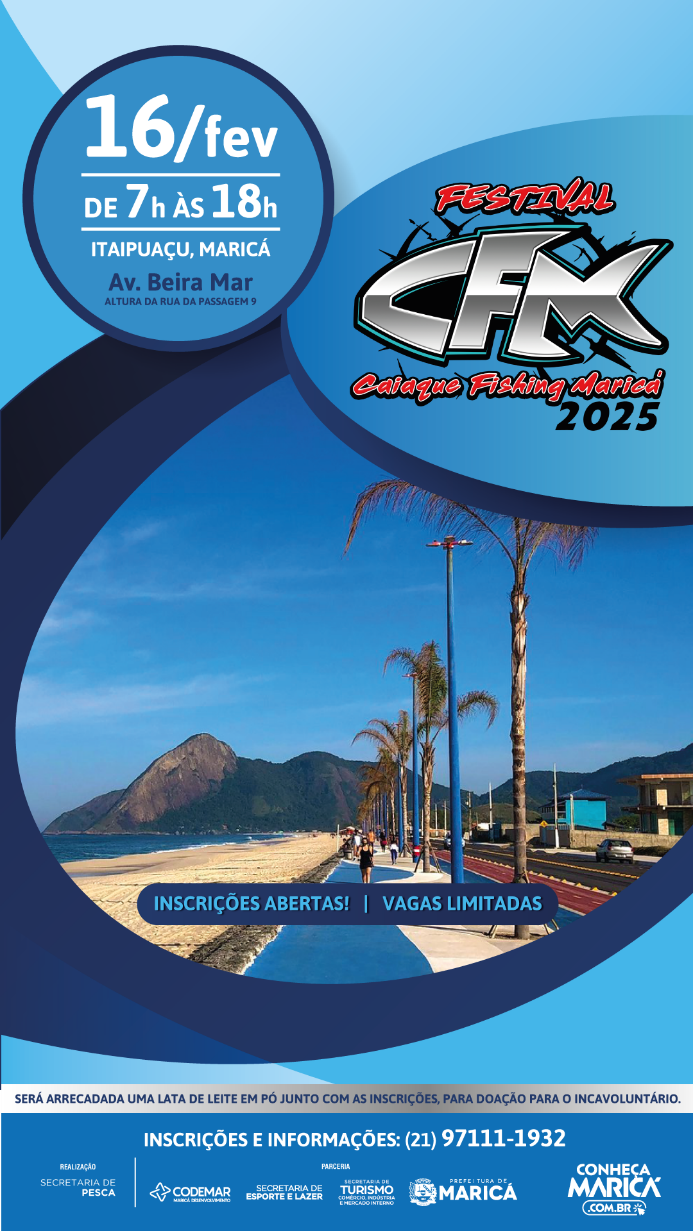 16/fev
DE 7h ÀS 18h
ITAIPUAÇU, MARICÁ
Av. Beira Mar
ALTURA DA RUA DA PASSAGEM 9
FESTIVAL
CFM
Caiaque Fishing Maricá
2025
INSCRIÇÕES ABERTAS! | VAGAS LIMITADAS
SERÁ ARRECADADA UMA LATA DE LEITE EM PÓ JUNTO COM AS INSCRIÇÕES, PARA DOAÇÃO PARA O INCAVOLUNTÁRIO.
INSCRIÇÕES E INFORMAÇÕES: (21) 97111-1932
REALIZAÇÃO
SECRETARIA DE
PESCA
PARCERIA
CODEMAR
MARICÁ DESENVOLVIMENTO
SECRETARIA DE
ESPORTE E LAZER
SECRETARIA DE
TURISMO
COMÉRCIO, INDÚSTRIA
E MERCADO INTERNO
PREFEITURA DE
MARICÁ
CONHEÇA
MARICÁ
.COM.BR